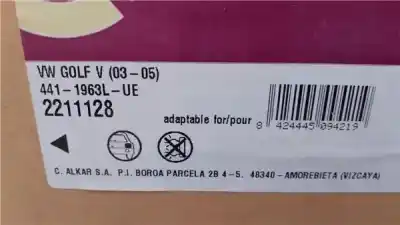 VW GOLF V (03-05)
441-1963L-UE
2211128
adaptable for/pour
8 424445 094219
C. ALKAR S.A. P.I. BOROA PARCELA 2B 4-5. 48340-AMOREBIETA (VIZCAYA)